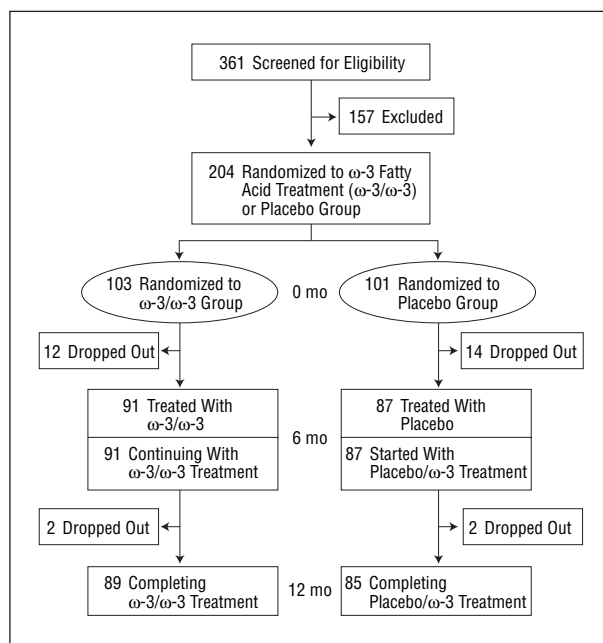 361 Screened for Eligibility
157 Excluded
204 Randomized to ω-3 Fatty
Acid Treatment (ω-3/ω-3)
or Placebo Group
103 Randomized to
ω-3/ω-3 Group
0 mo
101 Randomized to
Placebo Group
12 Dropped Out
14 Dropped Out
91 Treated With
ω-3/ω-3
87 Treated With
Placebo
6 mo
91 Continuing With
ω-3/ω-3 Treatment
87 Started With
Placebo/ω-3 Treatment
2 Dropped Out
2 Dropped Out
89 Completing
ω-3/ω-3 Treatment
12 mo
85 Completing
Placebo/ω-3 Treatment